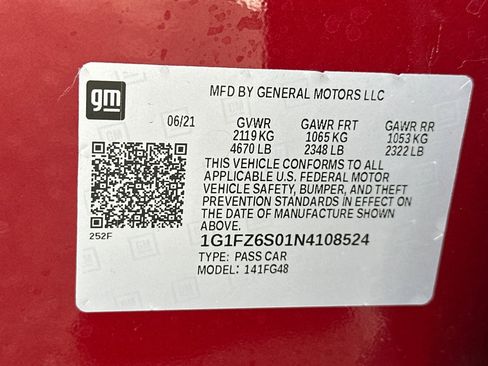 gm
MFD BY GENERAL MOTORS LLC
06/21 GVWR GAWR FRT GAWR RR
2119 KG 1065 KG 1053 KG
4670 LB 2348 LB 2322 LB
THIS VEHICLE CONFORMS TO ALL
APPLICABLE U.S. FEDERAL MOTOR
VEHICLE SAFETY, BUMPER, AND THEFT
PREVENTION STANDARDS IN EFFECT ON
THE DATE OF MANUFACTURE SHOWN
ABOVE.
252F
1G1FZ6S01N4108524
TYPE: PASS CAR
MODEL: 141FG48